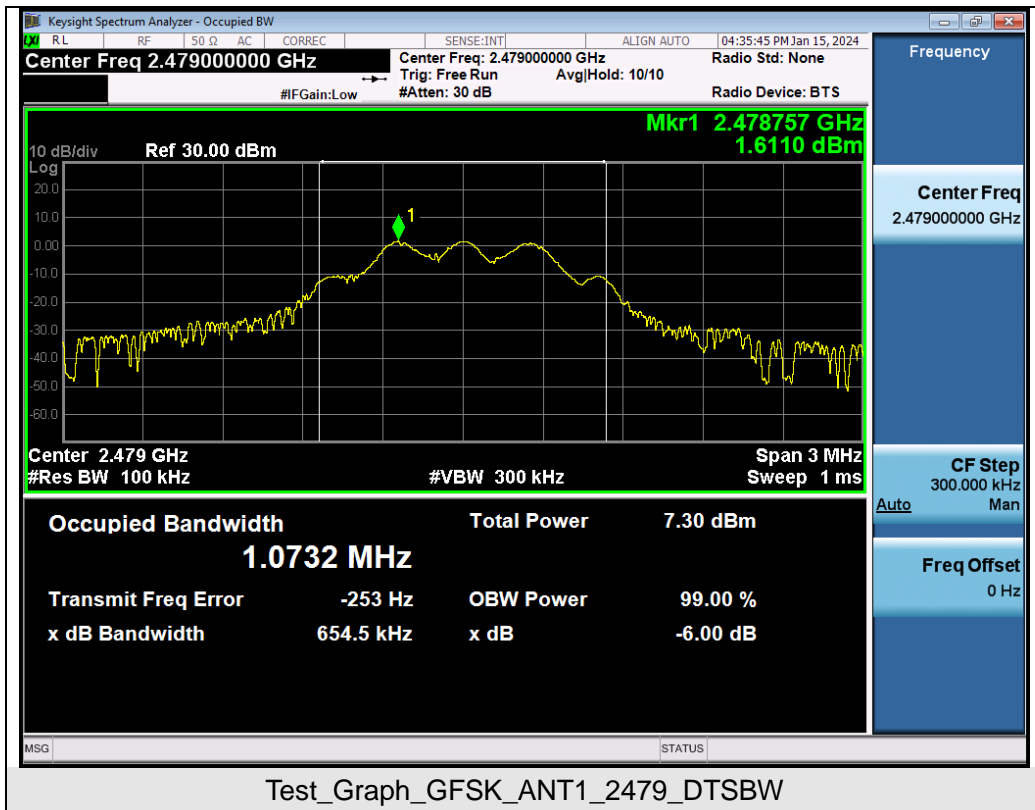 Keysight Spectrum Analyzer - Occupied BW
LXI RL RF 50 Ω AC CORREC SENSE:INT ALIGN AUTO 04:35:45 PM Jan 15, 2024
Center Freq 2.479000000 GHz
Center Freq: 2.479000000 GHz Radio Std: None
Trig: Free Run Avg|Hold: 10/10
#IFGain:Low #Atten: 30 dB Radio Device: BTS
Frequency
Mkr1 2.478757 GHz
1.6110 dBm
10 dB/div Ref 30.00 dBm
Log
20.0
10.0
0.00
-10.0
-20.0
-30.0
-40.0
-50.0
-60.0
1
Center 2.479 GHz Span 3 MHz
#Res BW 100 kHz #VBW 300 kHz Sweep 1 ms
Center Freq
2.479000000 GHz
CF Step
300.000 kHz
Auto Man
Freq Offset
0 Hz
Occupied Bandwidth Total Power 7.30 dBm
1.0732 MHz
Transmit Freq Error -253 Hz OBW Power 99.00 %
x dB Bandwidth 654.5 kHz x dB -6.00 dB
MSG STATUS
Test_Graph_GFSK_ANT1_2479_DTSBW